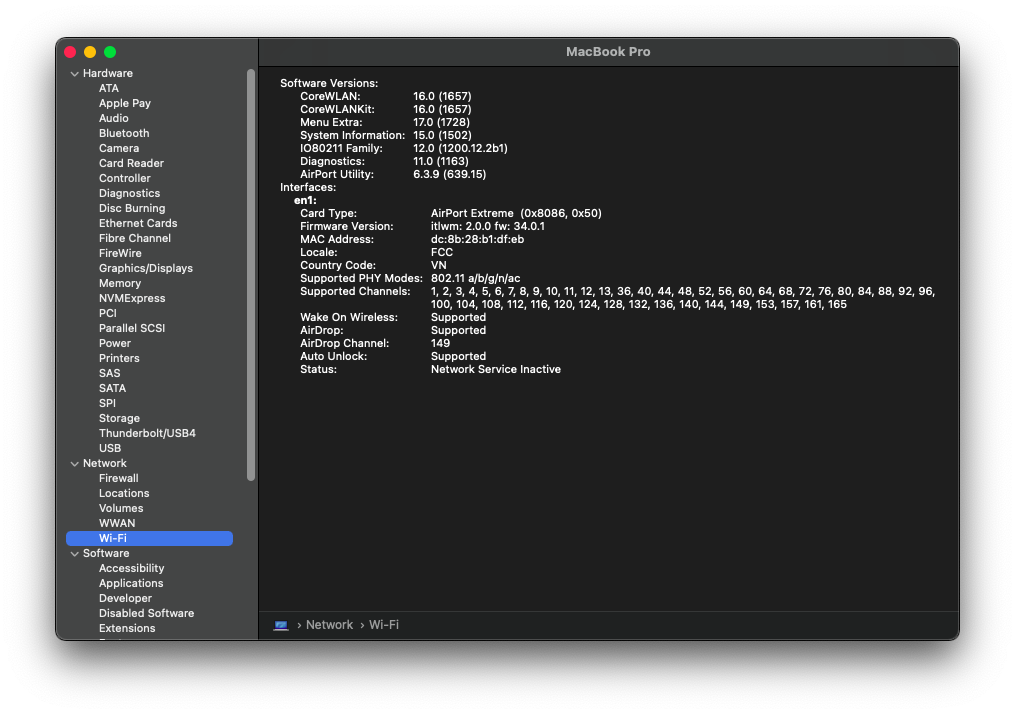 MacBook Pro
Hardware
ATA
Apple Pay
Audio
Bluetooth
Camera
Card Reader
Controller
Diagnostics
Disc Burning
Ethernet Cards
Fibre Channel
FireWire
Graphics/Displays
Memory
NVMExpress
PCI
Parallel SCSI
Power
Printers
SAS
SATA
SPI
Storage
Thunderbolt/USB4
USB
Network
Firewall
Locations
Volumes
WWAN
Wi-Fi
Software
Accessibility
Applications
Developer
Disabled Software
Extensions
Software Versions:
CoreWLAN: 16.0 (1657)
CoreWLANKit: 16.0 (1657)
Menu Extra: 17.0 (1728)
System Information: 15.0 (1502)
IO80211 Family: 12.0 (1200.12.2b1)
Diagnostics: 11.0 (1163)
AirPort Utility: 6.3.9 (639.15)
Interfaces:
en1:
Card Type: AirPort Extreme (0x8086, 0x50)
Firmware Version: itlwm: 2.0.0 fw: 34.0.1
MAC Address: dc:8b:28:b1:df:eb
Locale: FCC
Country Code: VN
Supported PHY Modes: 802.11 a/b/g/n/ac
Supported Channels: 1, 2, 3, 4, 5, 6, 7, 8, 9, 10, 11, 12, 13, 36, 40, 44, 48, 52, 56, 60, 64, 68, 72, 76, 80, 84, 88, 92, 96,
100, 104, 108, 112, 116, 120, 124, 128, 132, 136, 140, 144, 149, 153, 157, 161, 165
Wake On Wireless: Supported
AirDrop: Supported
AirDrop Channel: 149
Auto Unlock: Supported
Status: Network Service Inactive
› Network › Wi-Fi